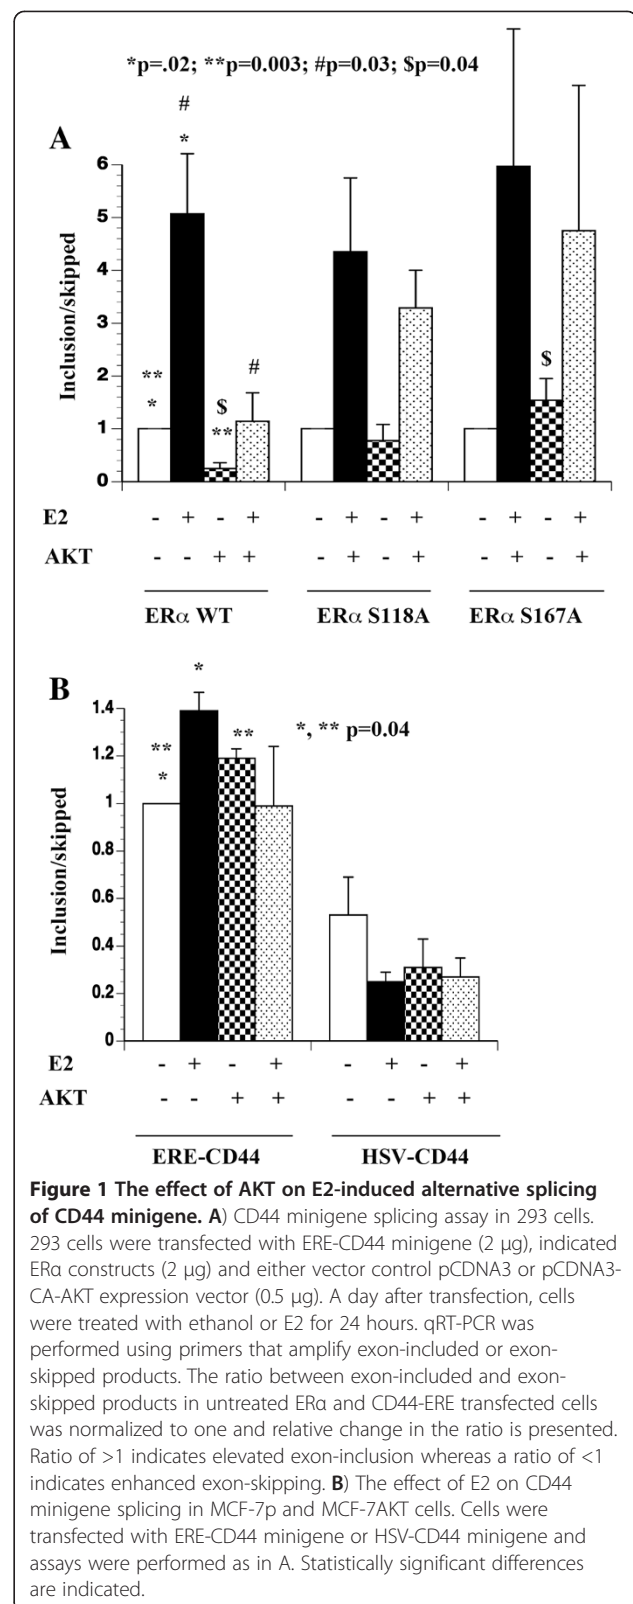 *p=.02; **p=0.003; #p=0.03; $p=0.04
A
#
*
6
5
4
3
2
1
0
Inclusion/skipped
**
*
$
**
#
$
E2 - + - + - + - + - + - +
AKT - - + + - + - + - + - +
ERα WT ERα S118A ERα S167A
B
*
1.4
1.2
1
0.8
0.6
0.4
0.2
0
Inclusion/skipped
**
*
**
*, ** p=0.04
E2 - + - + - + - +
AKT - - + + - - + +
ERE-CD44 HSV-CD44
Figure 1 The effect of AKT on E2-induced alternative splicing
of CD44 minigene. A) CD44 minigene splicing assay in 293 cells.
293 cells were transfected with ERE-CD44 minigene (2 μg), indicated
ERα constructs (2 μg) and either vector control pCDNA3 or pCDNA3-
CA-AKT expression vector (0.5 μg). A day after transfection, cells
were treated with ethanol or E2 for 24 hours. qRT-PCR was
performed using primers that amplify exon-included or exon-
skipped products. The ratio between exon-included and exon-
skipped products in untreated ERα and CD44-ERE transfected cells
was normalized to one and relative change in the ratio is presented.
Ratio of >1 indicates elevated exon-inclusion whereas a ratio of <1
indicates enhanced exon-skipping. B) The effect of E2 on CD44
minigene splicing in MCF-7p and MCF-7AKT cells. Cells were
transfected with ERE-CD44 minigene or HSV-CD44 minigene and
assays were performed as in A. Statistically significant differences
are indicated.